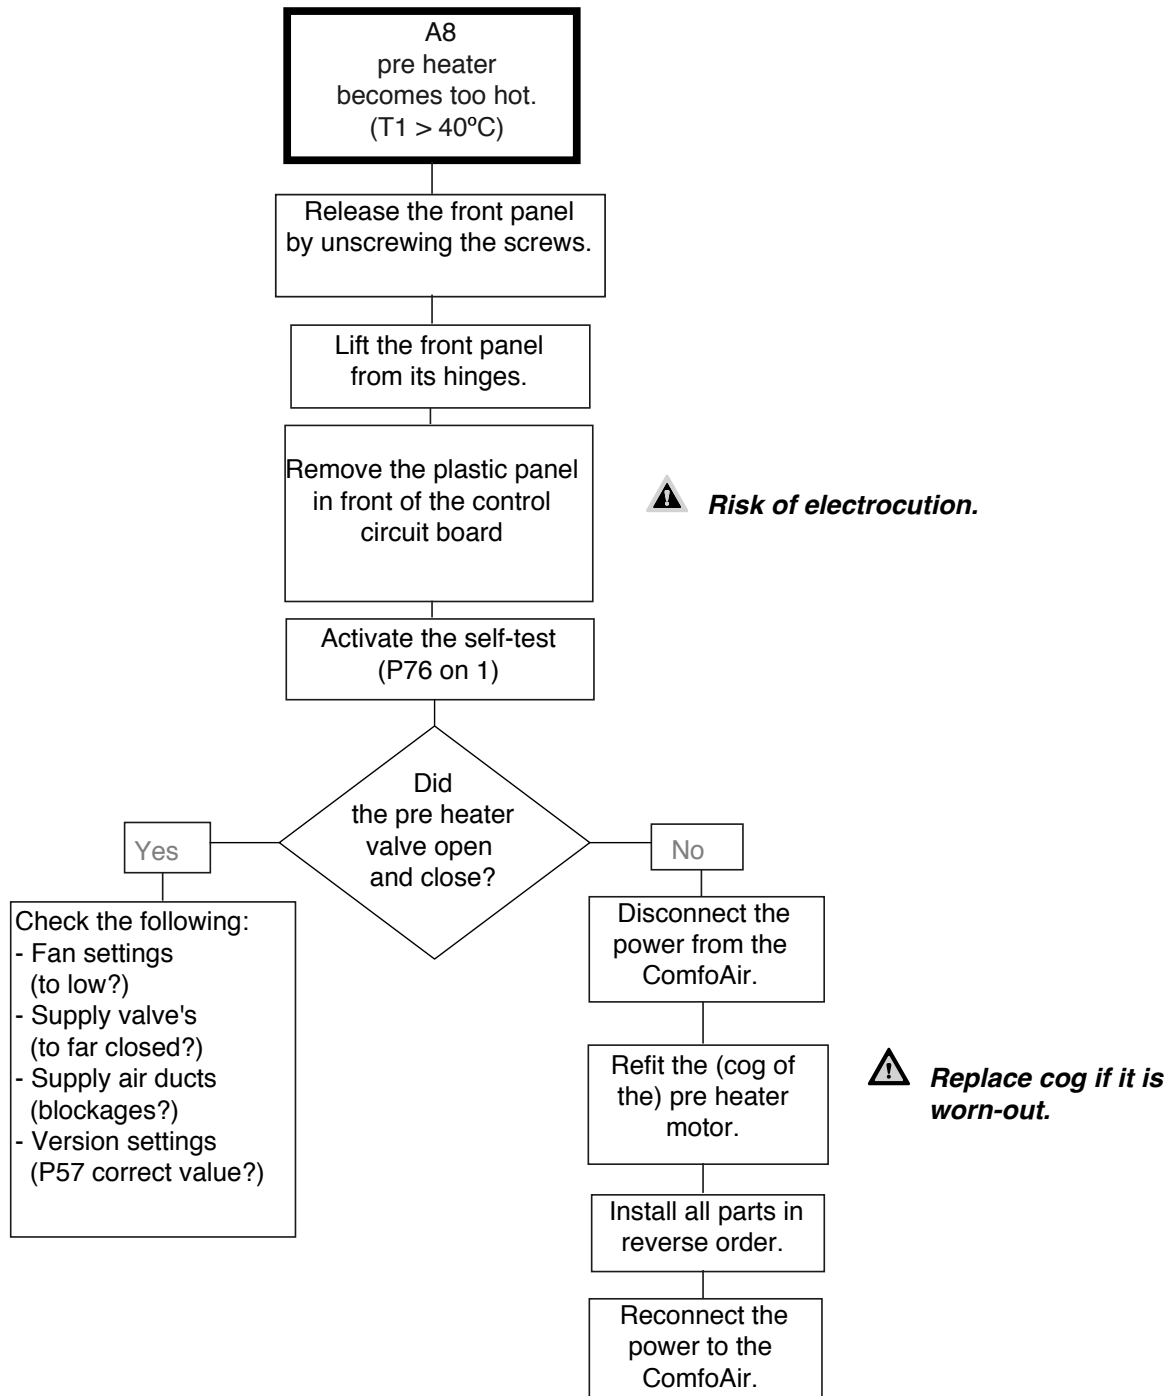 A8
pre heater
becomes too hot.
(T1 > 40ºC)
Release the front panel
by unscrewing the screws.
Lift the front panel
from its hinges.
Remove the plastic panel
in front of the control
circuit board
Risk of electrocution.
Activate the self-test
(P76 on 1)
Did
the pre heater
valve open
and close?
Yes
No
Check the following:
- Fan settings
(to low?)
- Supply valve's
(to far closed?)
- Supply air ducts
(blockages?)
- Version settings
(P57 correct value?)
Disconnect the
power from the
ComfoAir.
Refit the (cog of
the) pre heater
motor.
Replace cog if it is
worn-out.
Install all parts in
reverse order.
Reconnect the
power to the
ComfoAir.